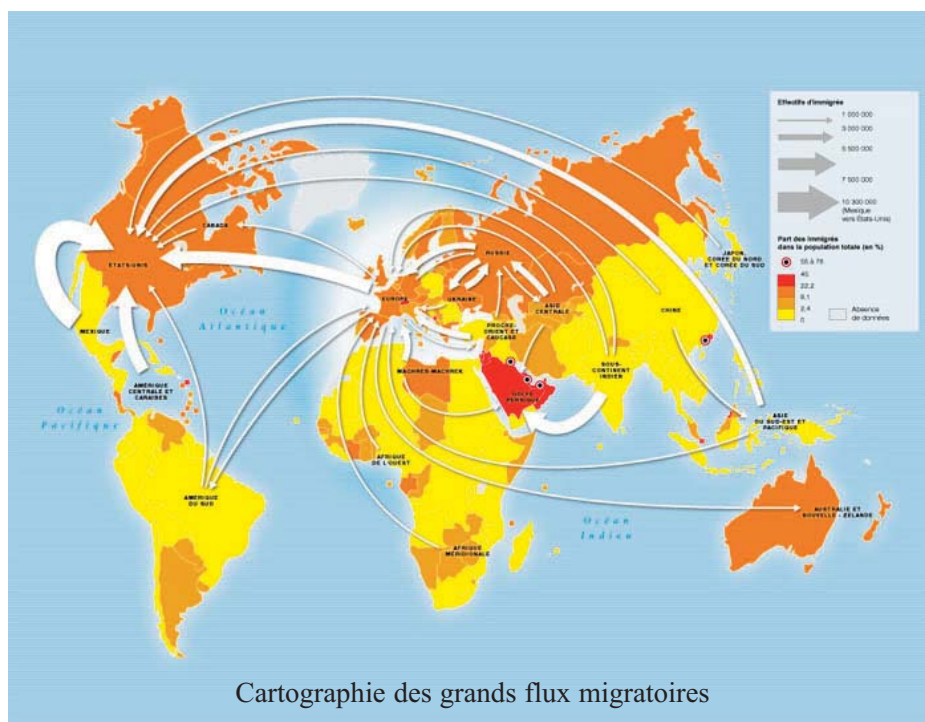 Effectifs d'immigrés
1 000 000
3 000 000
5 500 000
7 500 000
10 300 000
(Mexique
vers États-Unis)
Part des immigrés
dans la population totale (en %)
55 à 78
45
22,2
8,1
2,4
0
Absence
de données
CANADA
ÉTATS-UNIS
MEXIQUE
Océan
Atlantique
AMÉRIQUE
CENTRALE ET
CARAÏBES
Océan
Pacifique
AMÉRIQUE
DU SUD
EUROPE
RUSSIE
UKRAINE
ASIE
CENTRALE
PROCHE-
ORIENT ET
CAUCASE
MAGHREB-MACHREK
GOLFE
PERSIQUE
SOUS-
CONTINENT
INDIEN
CHINE
JAPON,
CORÉE DU NORD
ET CORÉE DU SUD
ASIE
DU SUD-EST ET
PACIFIQUE
AFRIQUE
DE L'OUEST
AFRIQUE
MÉRIDIONALE
Océan
Indien
AUSTRALIE ET
NOUVELLE-ZÉLANDE
Cartographie des grands flux migratoires